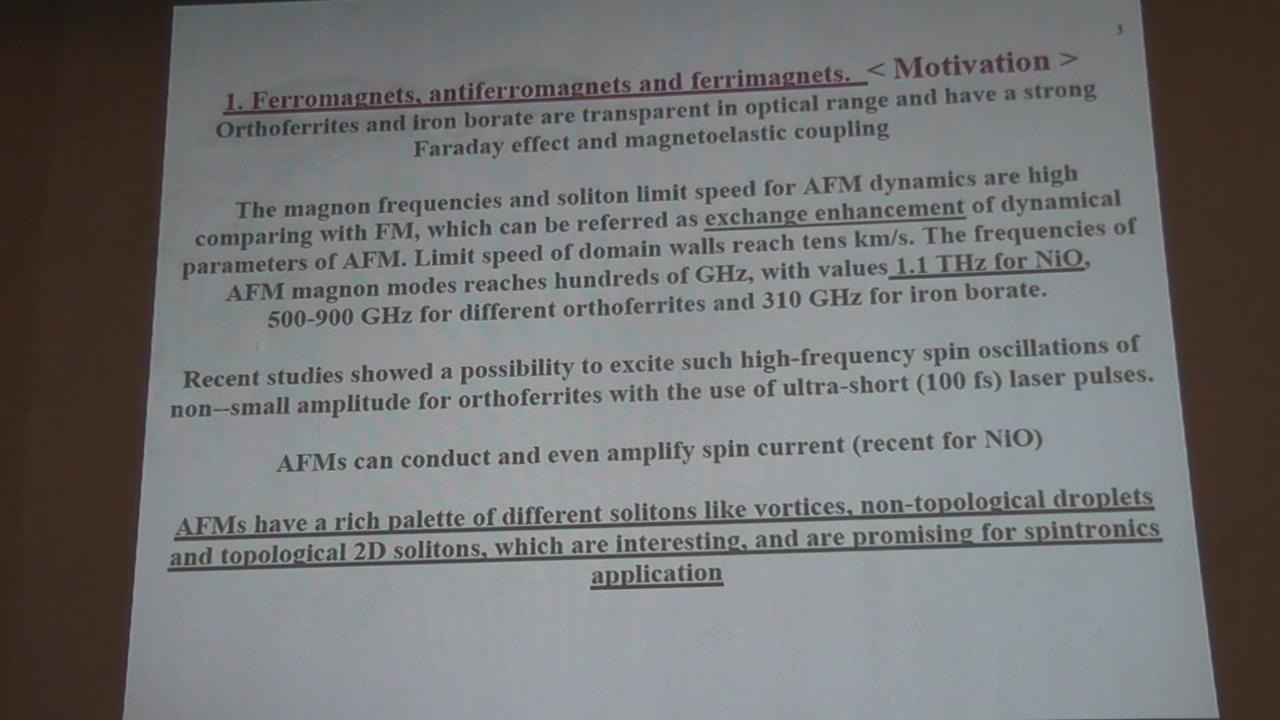 3
1. Ferromagnets, antiferromagnets and ferrimagnets. < Motivation >
Orthoferrites and iron borate are transparent in optical range and have a strong
Faraday effect and magnetoelastic coupling
The magnon frequencies and soliton limit speed for AFM dynamics are high
comparing with FM, which can be referred as exchange enhancement of dynamical
parameters of AFM. Limit speed of domain walls reach tens km/s. The frequencies of
AFM magnon modes reaches hundreds of GHz, with values 1.1 THz for NiO,
500-900 GHz for different orthoferrites and 310 GHz for iron borate.
Recent studies showed a possibility to excite such high-frequency spin oscillations of
non--small amplitude for orthoferrites with the use of ultra-short (100 fs) laser pulses.
AFMs can conduct and even amplify spin current (recent for NiO)
AFMs have a rich palette of different solitons like vortices, non-topological droplets
and topological 2D solitons, which are interesting, and are promising for spintronics
application